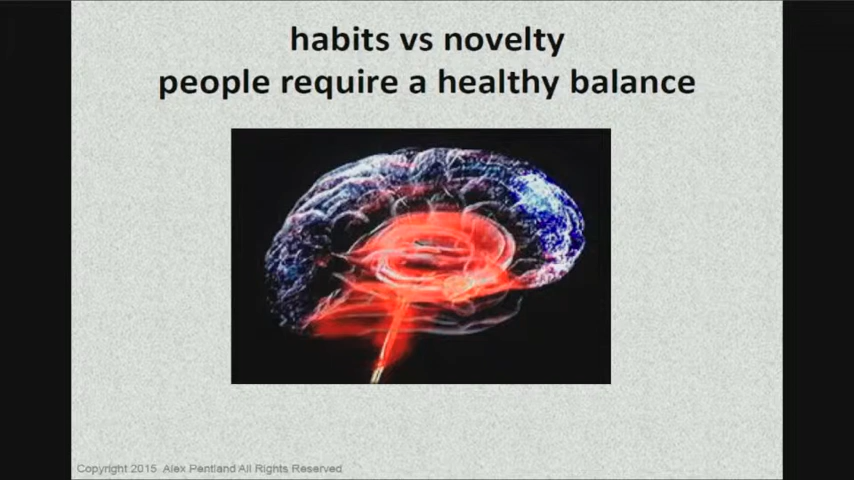 habits vs novelty
people require a healthy balance
Copyright 2015 Alex Pentland All Rights Reserved